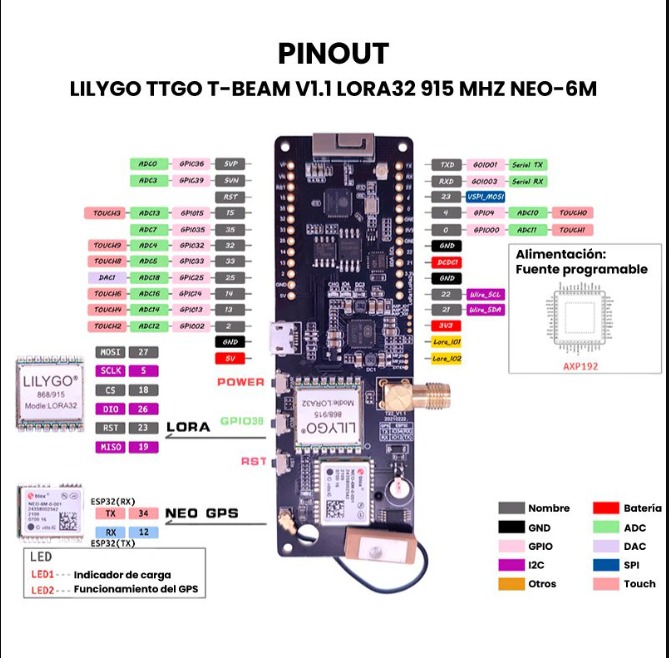 PINOUT
LILYGO TTGO T-BEAM V1.1 LORA32 915 MHZ NEO-6M
ADC0 GPIO36 SVP
ADC3 GPIO39 SVN
RST
TOUCH3 ADC13 GPIO15 15
ADC7 GPIO35 35
TOUCH9 ADC4 GPIO32 32
TOUCH8 ADC5 GPIO33 33
DAC1 ADC18 GPIO25 25
TOUCH6 ADC16 GPIO14 14
TOUCH4 ADC14 GPIO13 13
TOUCH2 ADC12 GPIO02 2
GND
5V
TXD GPIO01 Serial TX
RXD GPIO03 Serial RX
23 VSPI_MOSI
4 GPIO4 ADC10 TOUCH0
0 GPIO00 ADC11 TOUCH1
GND
DCDC1
GND
22 Wire_SCL
21 Wire_SDA
3V3
Lora_IO1
Lora_IO2
Alimentación:
Fuente programable
AXP192
MOSI 27
SCLK 5
CS 18
DIO 26
RST 23
MISO 19
LILYGO®
868/915
Modle:LORA32
LORA
POWER
GPIO38
RST
LILYGO®
868/915
Modle:LORA32
ESP32(RX)
TX 34
RX 12
ESP32(TX)
NEO GPS
LED
LED1 --- Indicador de carga
LED2 --- Funcionamiento del GPS
Nombre
GND
GPIO
I2C
Otros
Batería
ADC
DAC
SPI
Touch